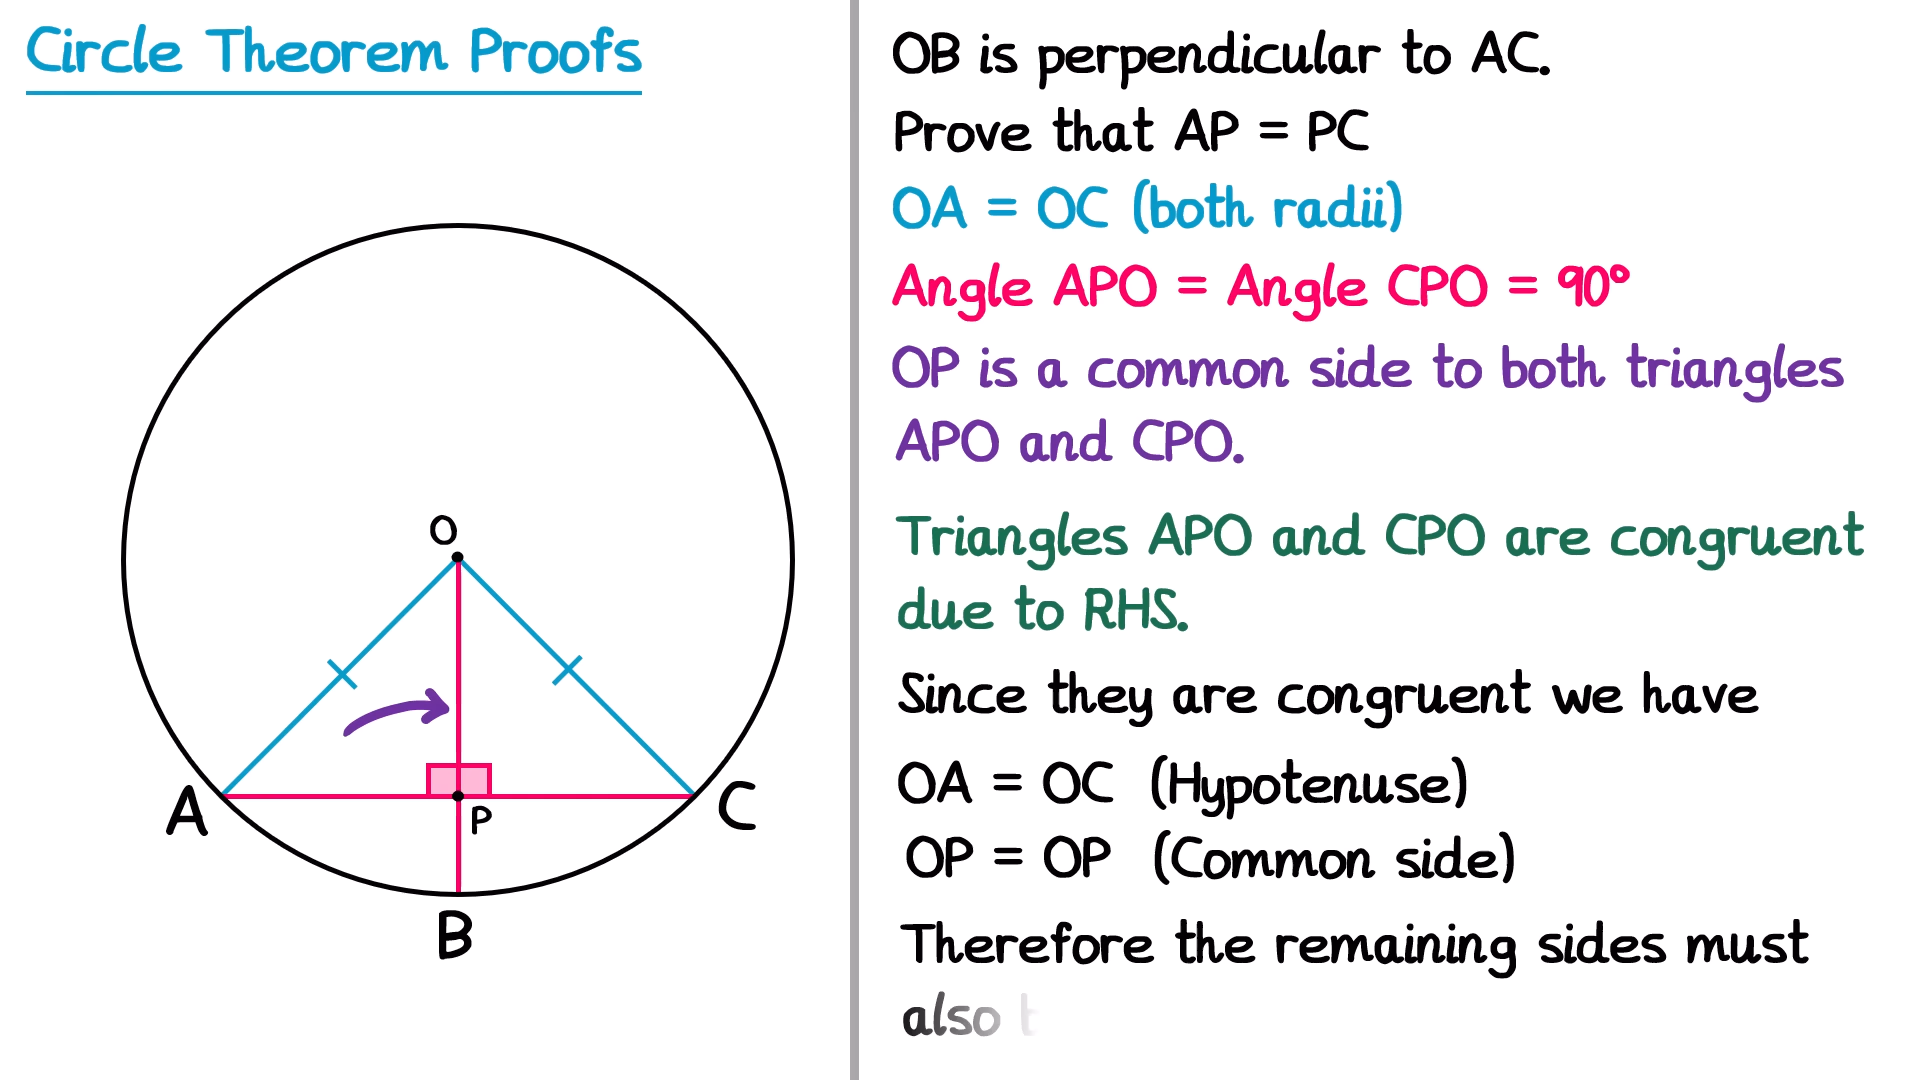 Circle Theorem Proofs
O
A
P
C
B
OB is perpendicular to AC.
Prove that AP = PC
OA = OC (both radii)
Angle APO = Angle CPO = 90°
OP is a common side to both triangles
APO and CPO.
Triangles APO and CPO are congruent
due to RHS.
Since they are congruent we have
OA = OC (Hypotenuse)
OP = OP (Common side)
Therefore the remaining sides must
also